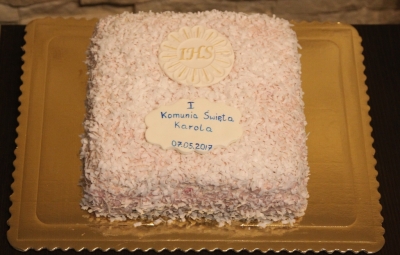 IHS
I
Komunia Święta
Karola
07.05.2017